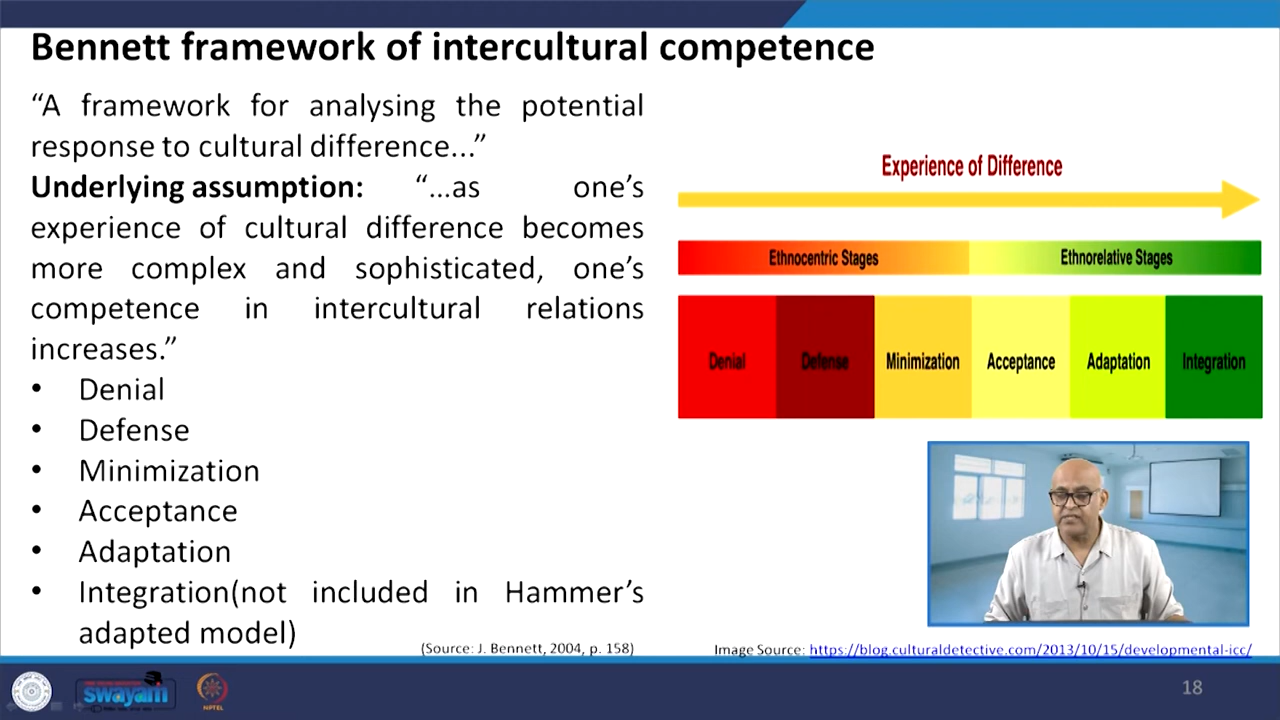 Bennett framework of intercultural competence
“A framework for analysing the potential
response to cultural difference...”
Underlying assumption: “...as one’s
experience of cultural difference becomes
more complex and sophisticated, one’s
competence in intercultural relations
increases.”
• Denial
• Defense
• Minimization
• Acceptance
• Adaptation
• Integration(not included in Hammer’s
adapted model)
(Source: J. Bennett, 2004, p. 158)
Experience of Difference
Ethnocentric Stages Ethnorelative Stages
Denial Defense Minimization Acceptance Adaptation Integration
Image Source: https://blog.culturaldetective.com/2013/10/15/developmental-icc/
swayam
NPTEL
18